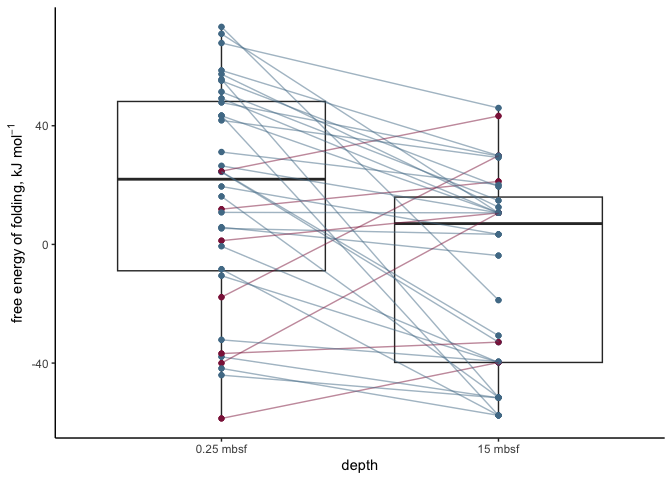 free energy of folding, kJ mol⁻¹
40
0
-40
0.25 mbsf
15 mbsf
depth